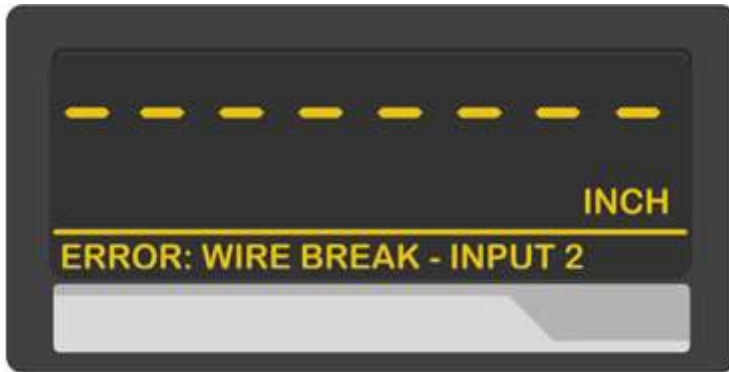 - - - - - - - -
INCH
ERROR: WIRE BREAK - INPUT 2